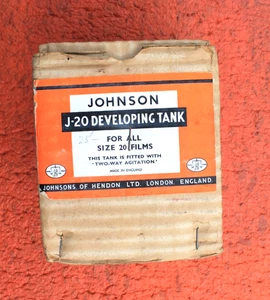 JOHNSON
J-20 DEVELOPING TANK
FOR ALL
SIZE 20 FILMS
THIS TANK IS FITTED WITH
"TWO-WAY AGITATION"
MADE IN ENGLAND
JOHNSONS OF HENDON LTD. LONDON. ENGLAND.